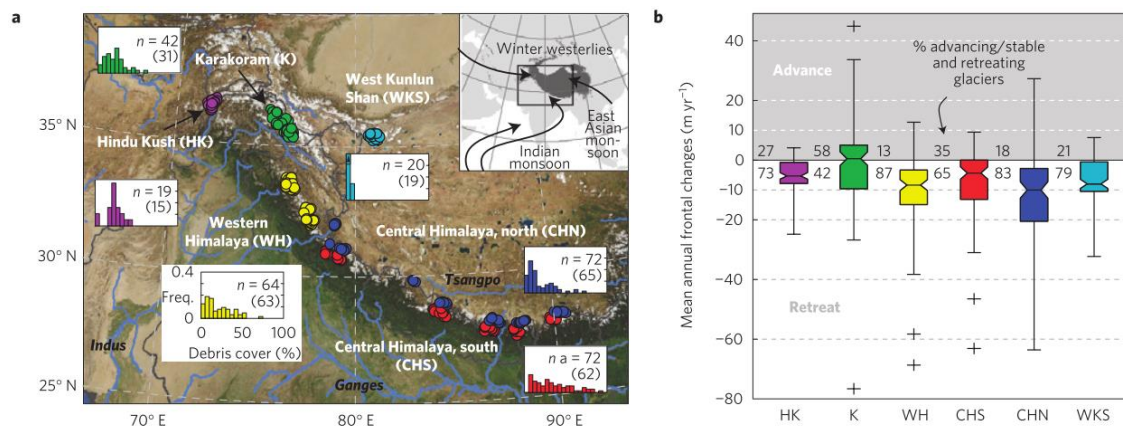 a
n = 42
(31)
Karakoram (K)
Winter westerlies
West Kunlun
Shan (WKS)
East
Asian
mon-
soon
Indian
monsoon
35° N
Hindu Kush (HK)
n = 20
(19)
n = 19
(15)
Western
Himalaya (WH)
Central Himalaya, north (CHN)
30° N
Tsangpo
n = 72
(65)
0.4
n = 64
Freq.
(63)
0
0 50 100
Debris cover (%)
Central Himalaya, south
(CHS)
n a = 72
(62)
Indus
Ganges
25° N
70° E
80° E
90° E
b
Mean annual frontal changes (m yr⁻¹)
40
20
10
0
−10
−20
−40
−60
−80
% advancing/stable
and retreating
glaciers
Advance
27 58 13 35 18 21
73 42 87 65 83 79
Retreat
HK K WH CHS CHN WKS